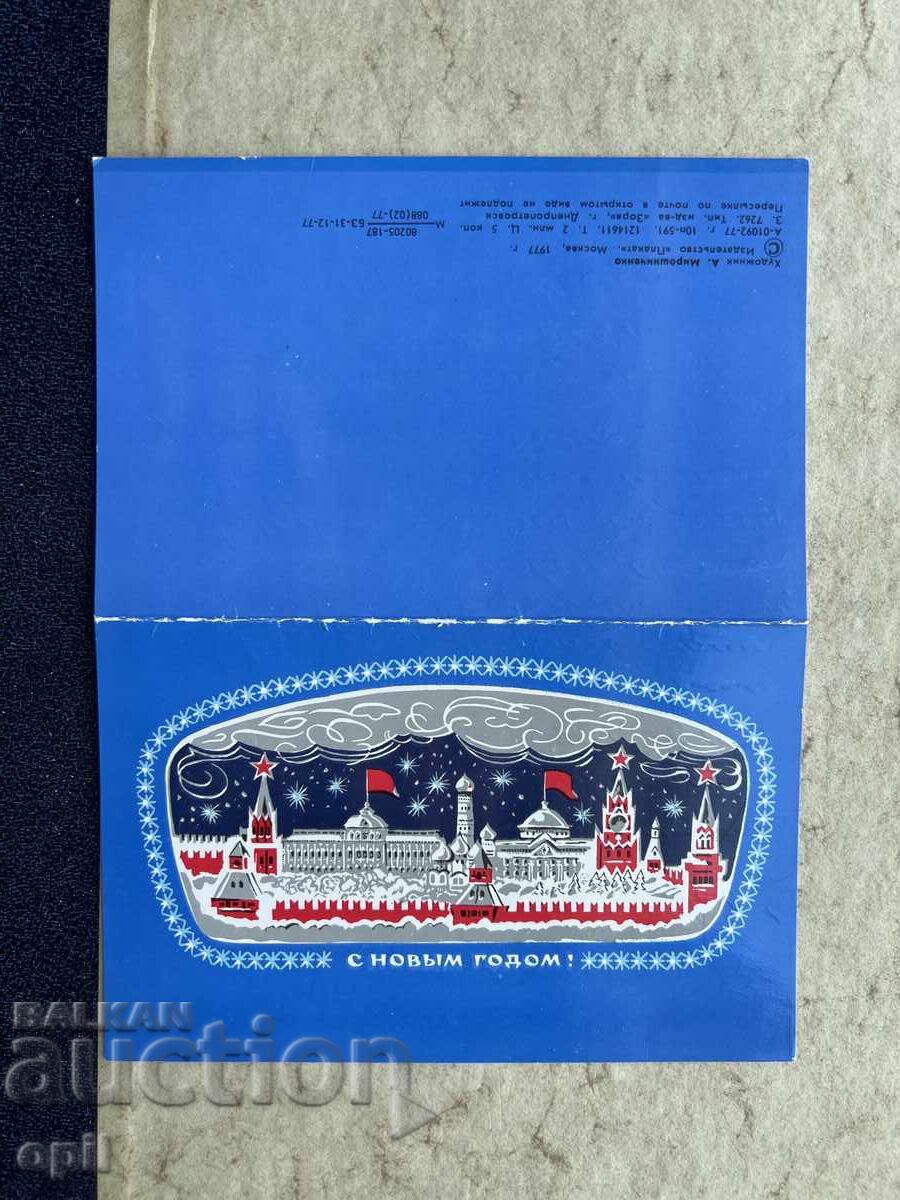 Художник А. Мирошниченко
© Издательство «Плакат». Москва, 1977 г.
А-01092-77 г. 10п-591. 1214611. Т. 2 млн. Ц. 5 коп.
З. 7262. Тип. изд-ва «Зоря», г. Днепропетровск
Пересылке по почте в открытом виде не подлежит
М 80205-187 БЗ-31-12-77
088(02)-77
С НОВЫМ ГОДОМ!
BALKAN
auction
opil